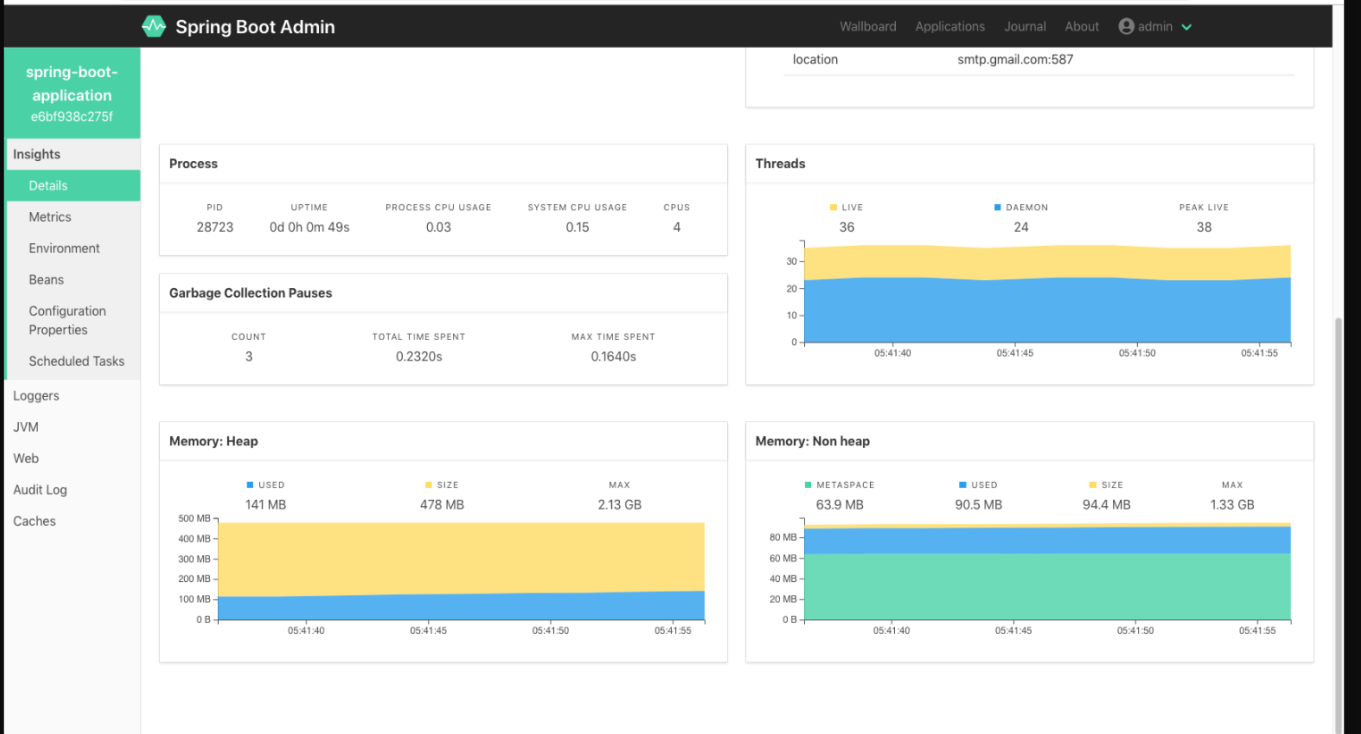 Spring Boot Admin
Wallboard Applications Journal About admin
spring-boot-
application
e6bf938c275f
Insights
Details
Metrics
Environment
Beans
Configuration
Properties
Scheduled Tasks
Loggers
JVM
Web
Audit Log
Caches
location smtp.gmail.com:587
Process
PID UPTIME PROCESS CPU USAGE SYSTEM CPU USAGE CPUS
28723 0d 0h 0m 49s 0.03 0.15 4
Garbage Collection Pauses
COUNT TOTAL TIME SPENT MAX TIME SPENT
3 0.2320s 0.1640s
Threads
LIVE DAEMON PEAK LIVE
36 24 38
30
20
10
0
05:41:40 05:41:45 05:41:50 05:41:55
Memory: Heap
USED SIZE MAX
141 MB 478 MB 2.13 GB
500 MB
400 MB
300 MB
200 MB
100 MB
0 B
05:41:40 05:41:45 05:41:50 05:41:55
Memory: Non heap
METASPACE USED SIZE MAX
63.9 MB 90.5 MB 94.4 MB 1.33 GB
80 MB
60 MB
40 MB
20 MB
0 B
05:41:40 05:41:45 05:41:50 05:41:55